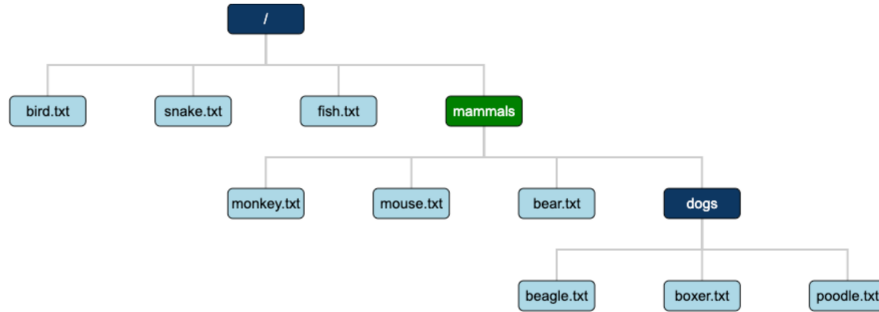 /
bird.txt
snake.txt
fish.txt
mammals
monkey.txt
mouse.txt
bear.txt
dogs
beagle.txt
boxer.txt
poodle.txt